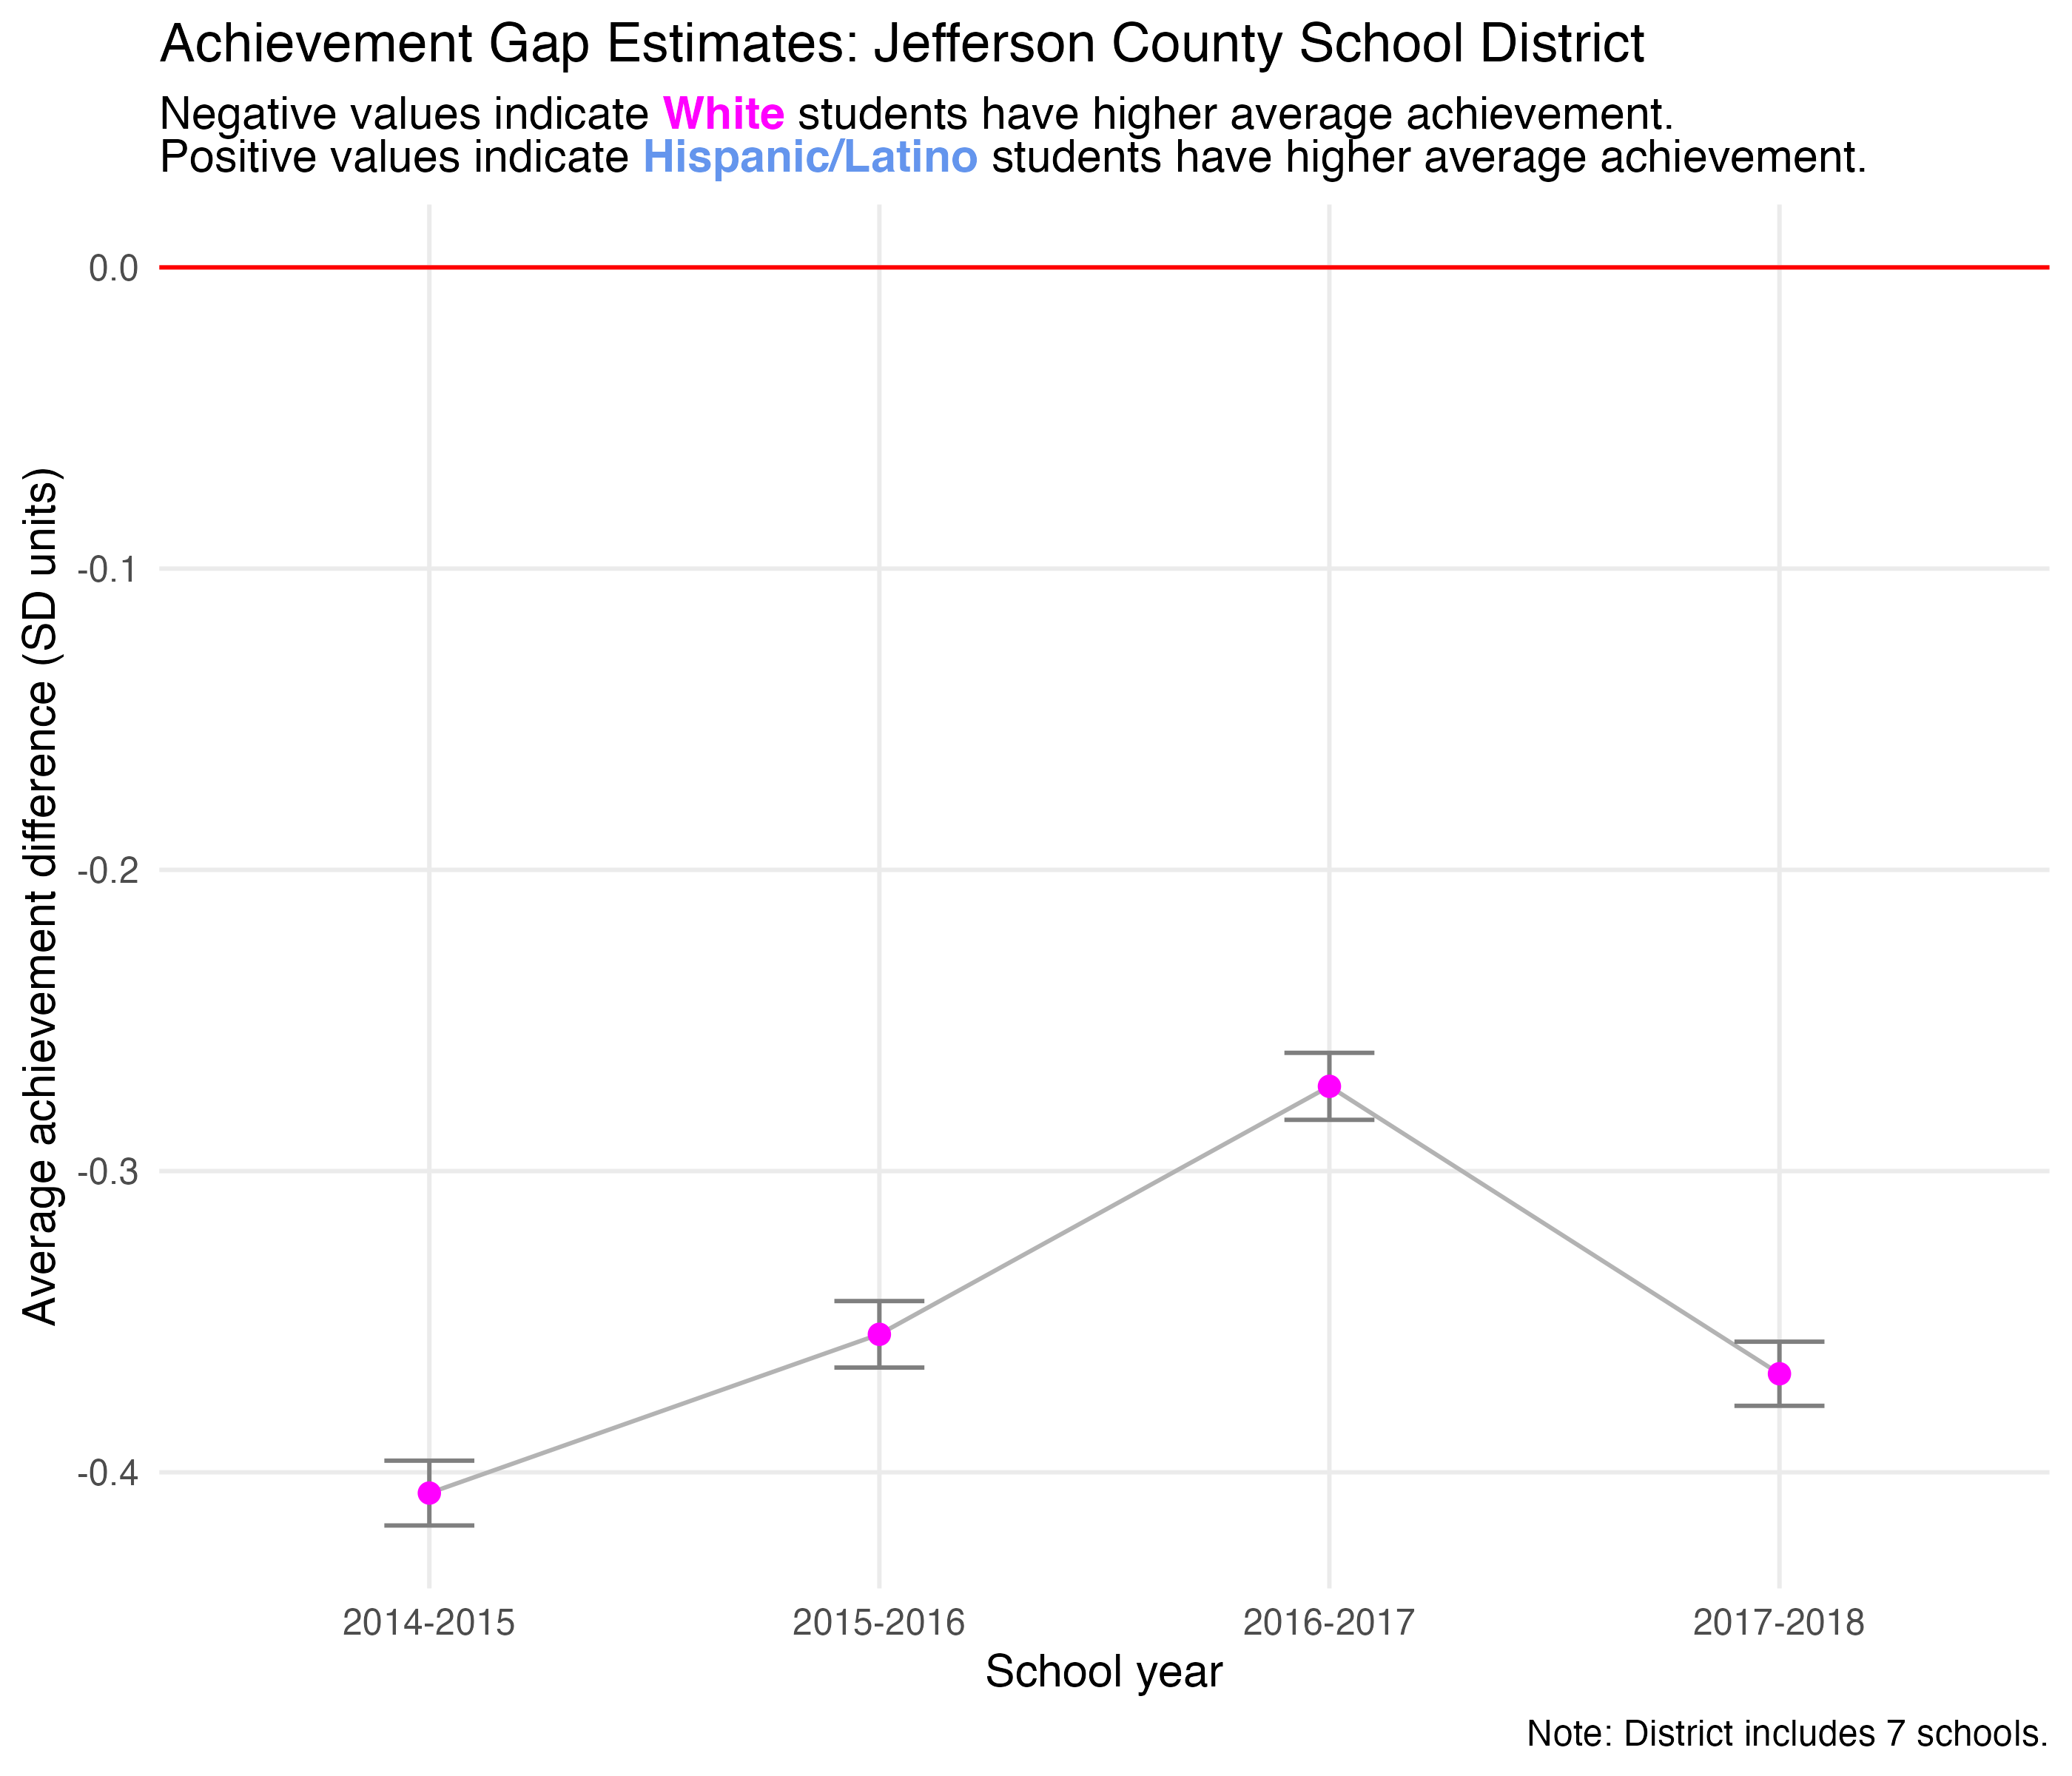 Achievement Gap Estimates: Jefferson County School District
Negative values indicate White students have higher average achievement.
Positive values indicate Hispanic/Latino students have higher average achievement.
Average achievement difference (SD units)
0.0
-0.1
-0.2
-0.3
-0.4
2014-2015 2015-2016 2016-2017 2017-2018
School year
Note: District includes 7 schools.